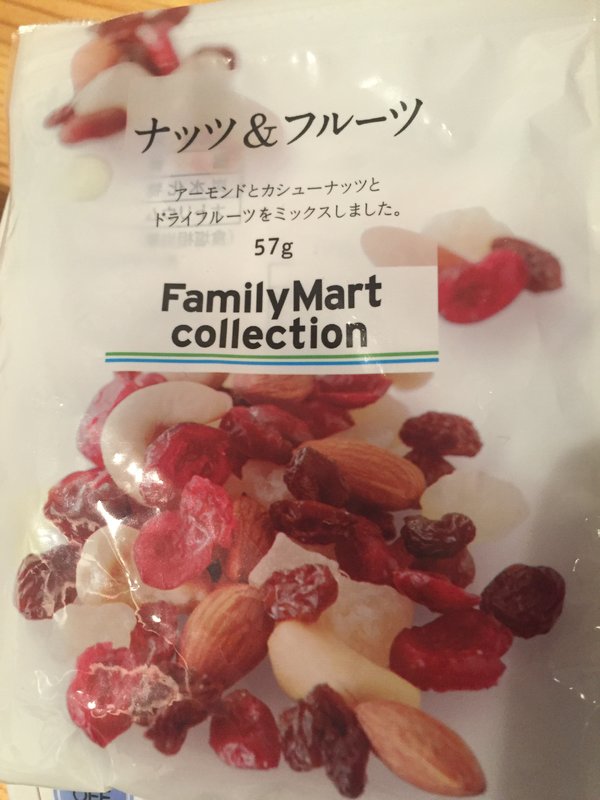 ナッツ&フルーツ
アーモンドとカシューナッツと
ドライフルーツをミックスしました。
57g
FamilyMart
collection
OFF